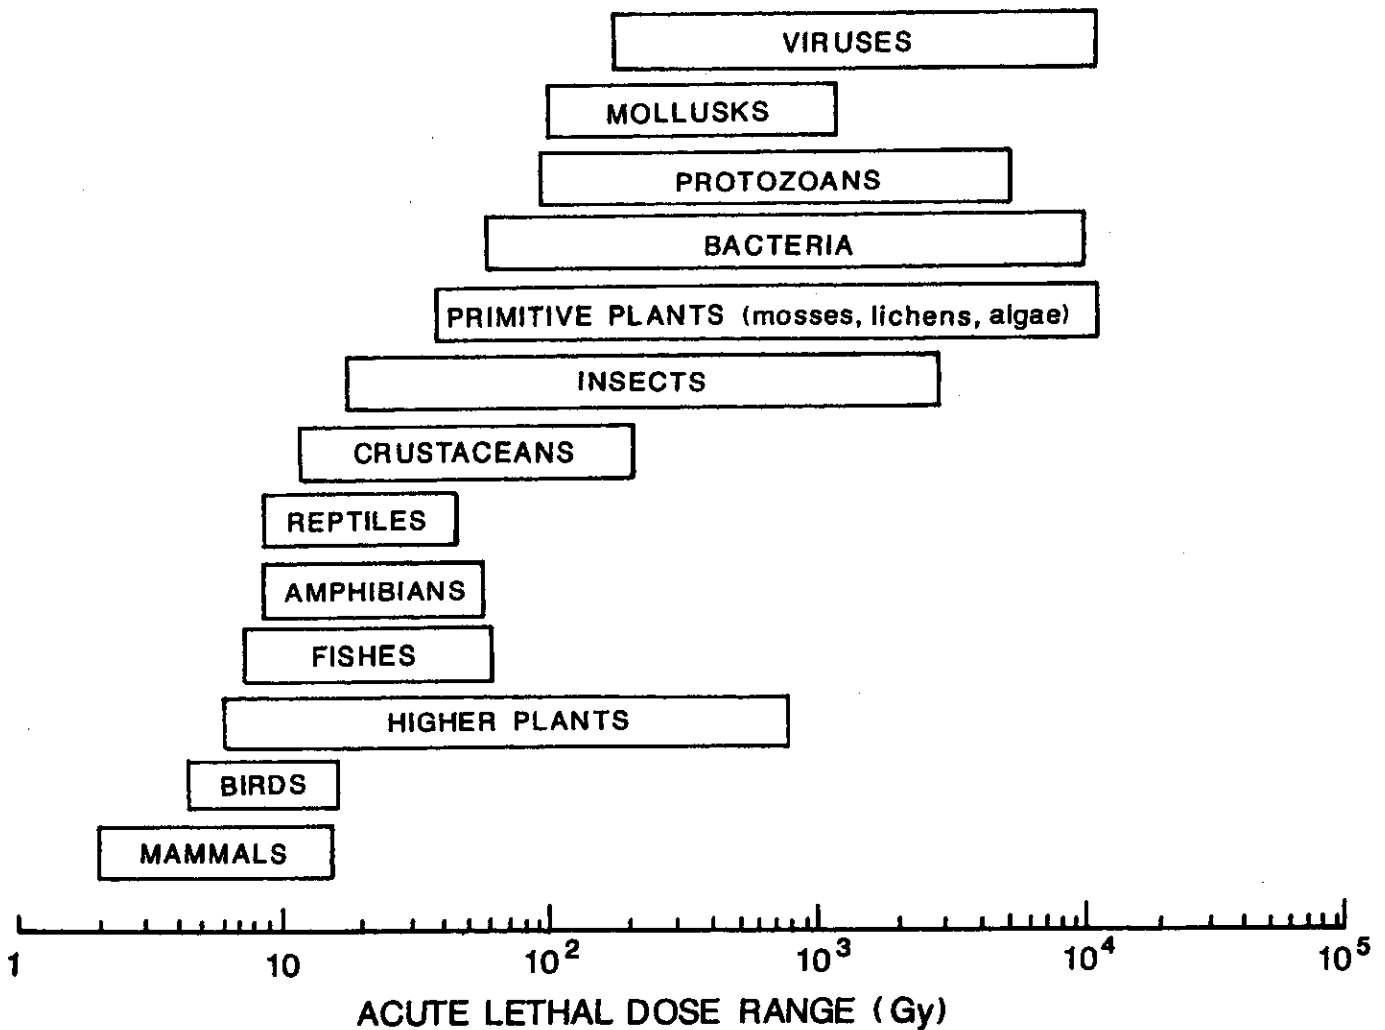 VIRUSES
MOLLUSKS
PROTOZOANS
BACTERIA
PRIMITIVE PLANTS (mosses, lichens, algae)
INSECTS
CRUSTACEANS
REPTILES
AMPHIBIANS
FISHES
HIGHER PLANTS
BIRDS
MAMMALS
1 10 10² 10³ 10⁴ 10⁵
ACUTE LETHAL DOSE RANGE (Gy)